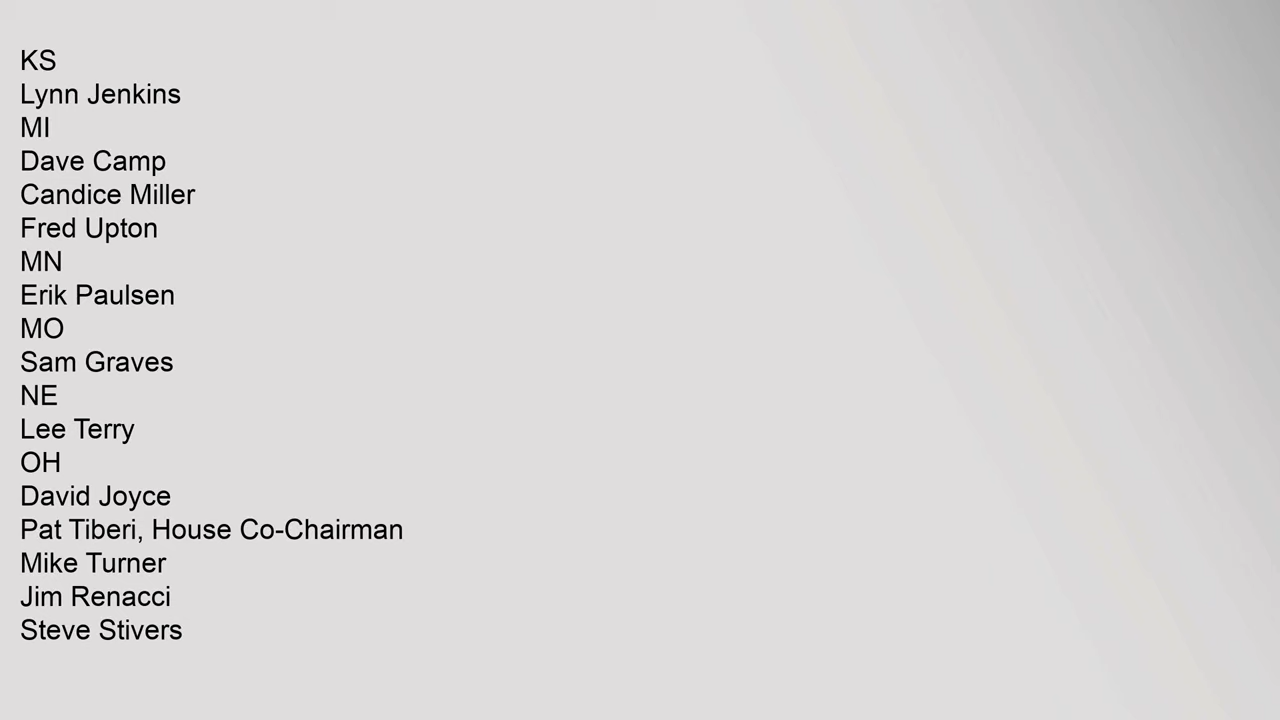 KS
Lynn Jenkins
MI
Dave Camp
Candice Miller
Fred Upton
MN
Erik Paulsen
MO
Sam Graves
NE
Lee Terry
OH
David Joyce
Pat Tiberi, House Co-Chairman
Mike Turner
Jim Renacci
Steve Stivers